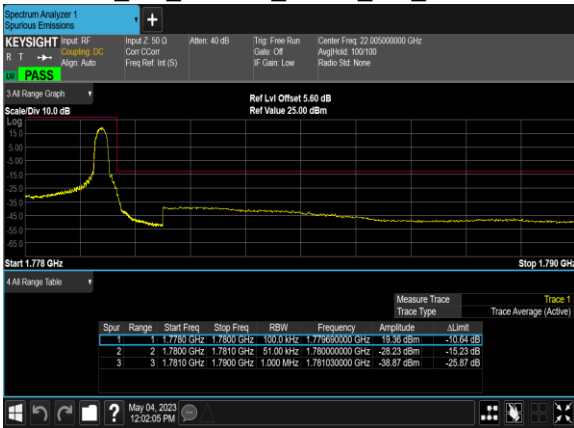 Spectrum Analyzer 1
Spurious Emissions
+
KEYSIGHT Input: RF Input Z: 50 Ω Atten: 40 dB Trig: Free Run Center Freq: 22.005000000 GHz
R T Coupling: DC Corr CCorr Gate: Off Avg|Hold: 100/100
Align: Auto Freq Ref: Int (S) IF Gain: Low Radio Std: None
PASS
3 All Range Graph
Ref Lvl Offset 5.60 dB
Scale/Div 10.0 dB Ref Value 25.00 dBm
Log
15.0
5.00
-5.00
-15.0
-25.0
-35.0
-45.0
-55.0
-65.0
Start 1.778 GHz Stop 1.790 GHz
4 All Range Table
Measure Trace Trace 1
Trace Type Trace Average (Active)
Spur Range Start Freq Stop Freq RBW Frequency Amplitude ΔLimit
1 1 1.7780 GHz 1.7800 GHz 100.0 kHz 1.779690000 GHz 19.36 dBm -10.64 dB
2 2 1.7800 GHz 1.7810 GHz 51.00 kHz 1.780000000 GHz -28.23 dBm -15.23 dB
3 3 1.7810 GHz 1.7900 GHz 1.000 MHz 1.781030000 GHz -38.87 dBm -25.87 dB
? May 04, 2023
12:02:05 PM